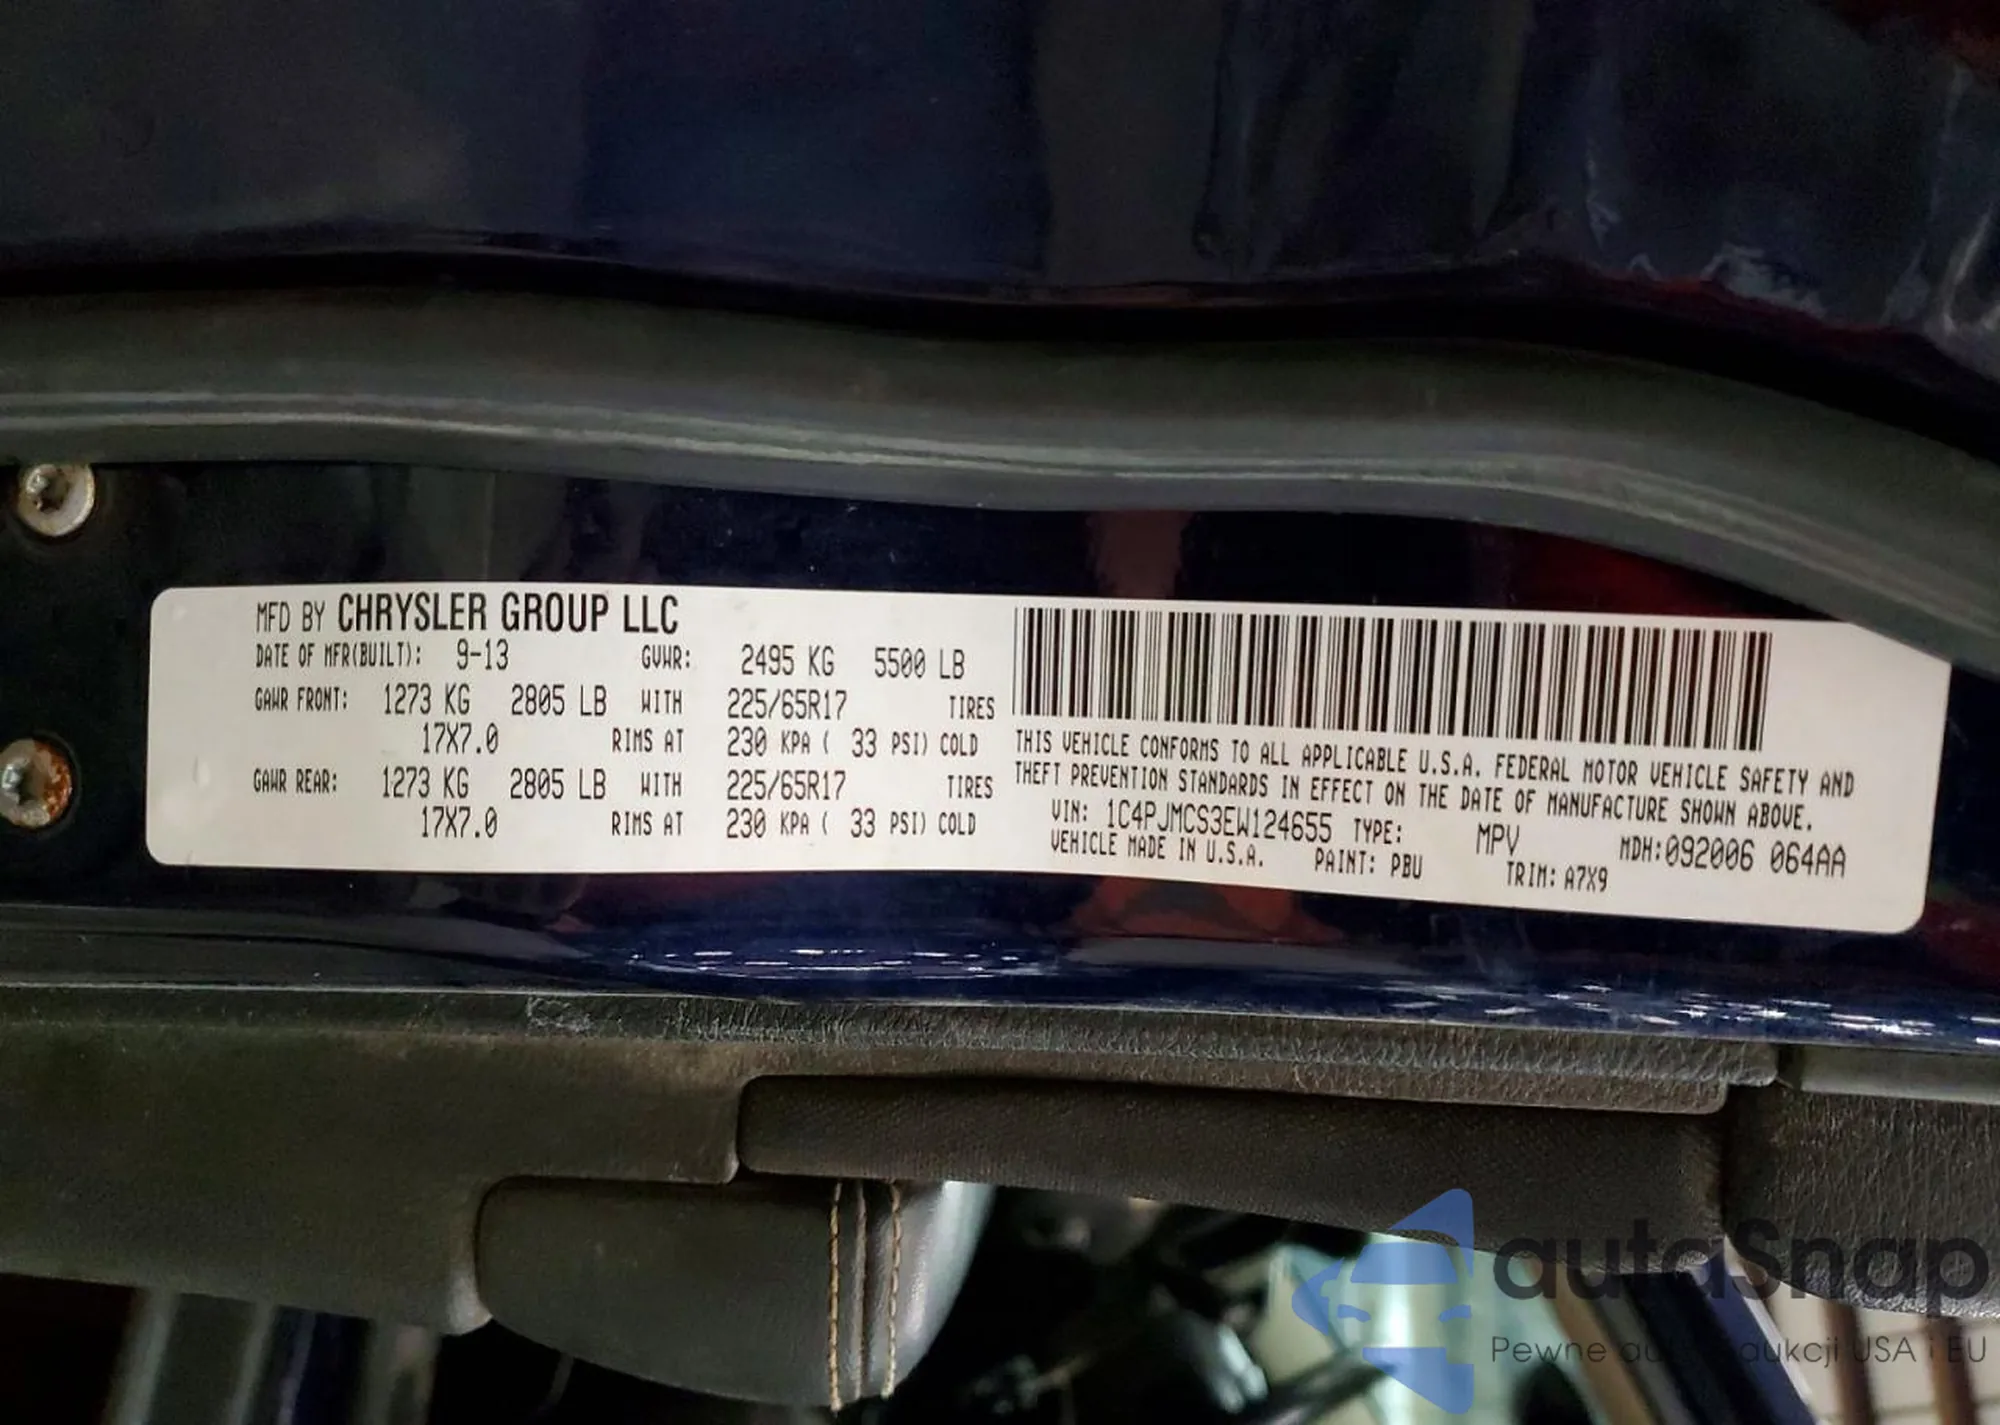 MFD BY CHRYSLER GROUP LLC
DATE OF MFR(BUILT): 9-13 GVWR: 2495 KG 5500 LB
GAWR FRONT: 1273 KG 2805 LB WITH 225/65R17 TIRES
17X7.0 RIMS AT 230 KPA ( 33 PSI) COLD
GAWR REAR: 1273 KG 2805 LB WITH 225/65R17 TIRES
17X7.0 RIMS AT 230 KPA ( 33 PSI) COLD
THIS VEHICLE CONFORMS TO ALL APPLICABLE U.S.A. FEDERAL MOTOR VEHICLE SAFETY AND
THEFT PREVENTION STANDARDS IN EFFECT ON THE DATE OF MANUFACTURE SHOWN ABOVE.
VIN: 1C4PJMCS3EW124655 TYPE: MPV MDH:092006 064AA
VEHICLE MADE IN U.S.A. PAINT: PBU TRIM: A7X9
autaSnap
Pewne aukcji USA i EU